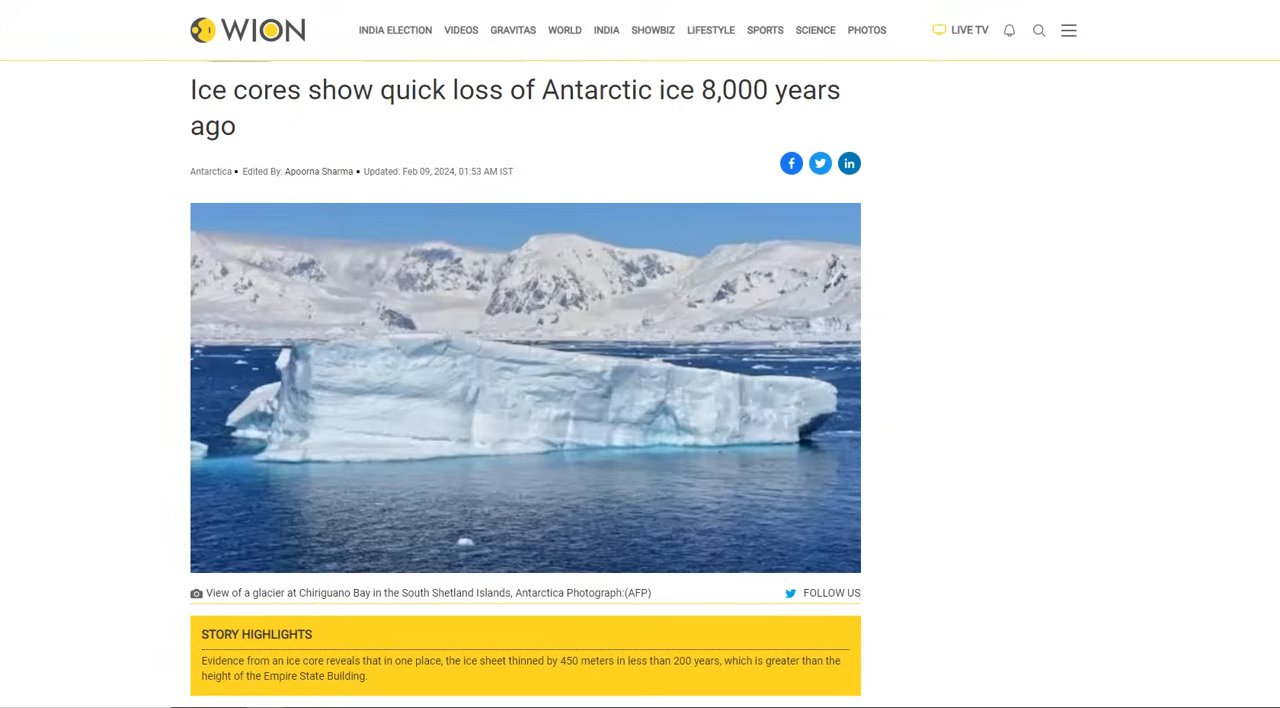 WION
INDIA ELECTION VIDEOS GRAVITAS WORLD INDIA SHOWBIZ LIFESTYLE SPORTS SCIENCE PHOTOS LIVE TV
Ice cores show quick loss of Antarctic ice 8,000 years
ago
Antarctica • Edited By: Apoorna Sharma • Updated: Feb 09, 2024, 01:53 AM IST
View of a glacier at Chiriguano Bay in the South Shetland Islands, Antarctica Photograph:(AFP)
FOLLOW US
STORY HIGHLIGHTS
Evidence from an ice core reveals that in one place, the ice sheet thinned by 450 meters in less than 200 years, which is greater than the
height of the Empire State Building.